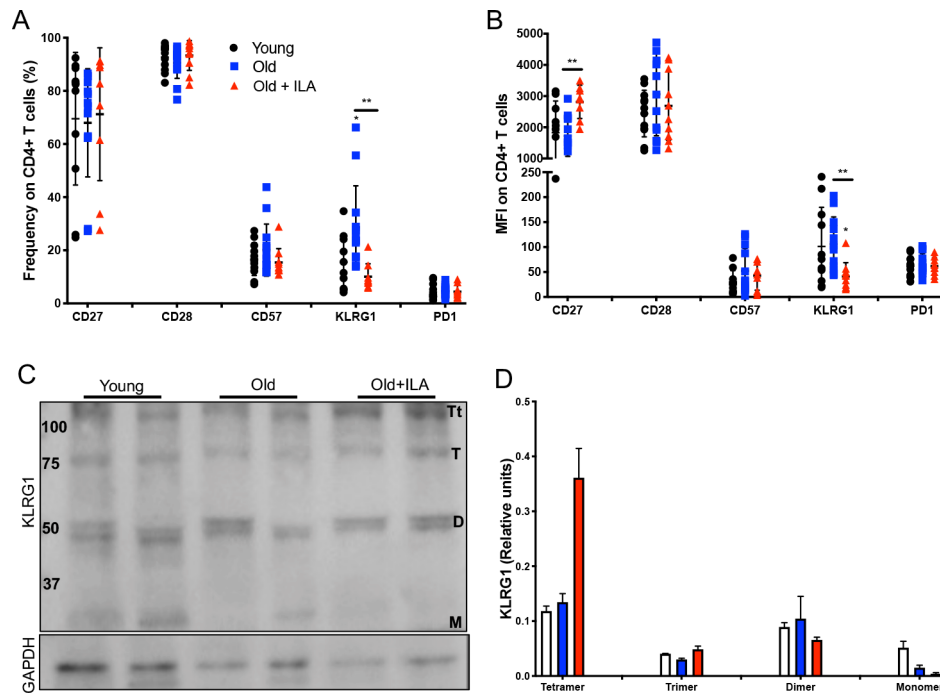 A
Frequency on CD4+ T cells (%)
100
80
60
40
20
0
Young
Old
Old + ILA
*
**
CD27
CD28
CD57
KLRG1
PD1
B
MFI on CD4+ T cells
5000
4000
3000
2000
1000
250
200
150
100
50
0
**
**
*
CD27
CD28
CD57
KLRG1
PD1
C
Young
Old
Old+ILA
KLRG1
100
75
50
37
Tt
T
D
M
GAPDH
D
KLRG1 (Relative units)
0.5
0.4
0.3
0.2
0.1
0.0
Tetramer
Trimer
Dimer
Monomer